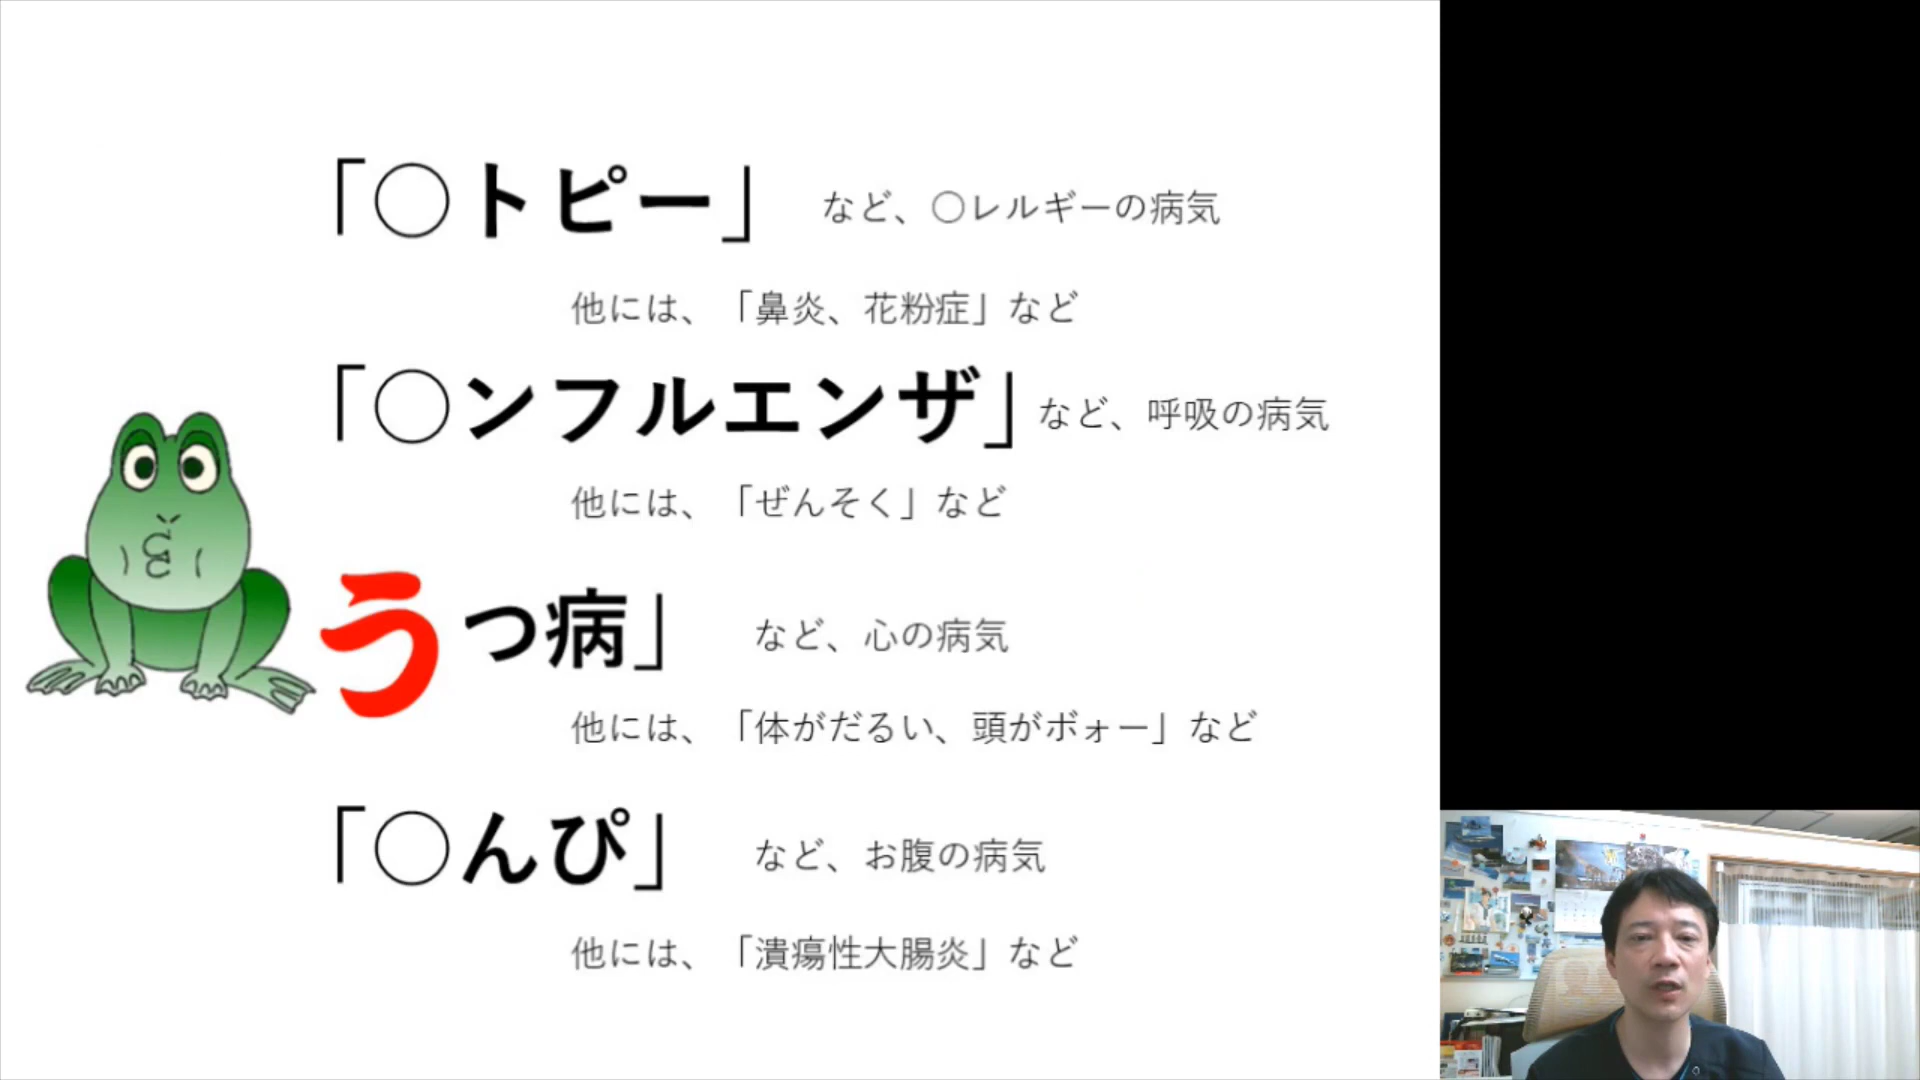 「〇トピー」 など、〇レルギーの病気
他には、「鼻炎、花粉症」など
「〇ンフルエンザ」など、呼吸の病気
他には、「ぜんそく」など
うつ病」 など、心の病気
他には、「体がだるい、頭がボォー」など
「〇んぴ」 など、お腹の病気
他には、「潰瘍性大腸炎」など